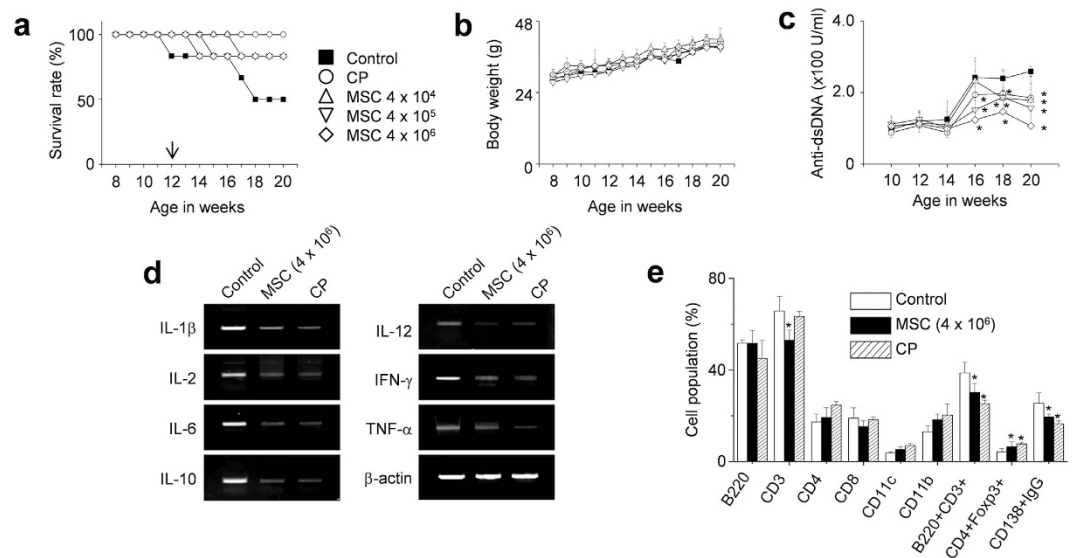 a
Survival rate (%)
100
50
0
8 10 12 14 16 18 20
Age in weeks
Control
CP
MSC 4 x 10⁴
MSC 4 x 10⁵
MSC 4 x 10⁶
b
Body weight (g)
48
24
0
8 10 12 14 16 18 20
Age in weeks
c
Anti-dsDNA (x100 U/ml)
4.0
2.0
0
10 12 14 16 18 20
Age in weeks
* * * * * * * * *
d
Control MSC (4 x 10⁶) CP
IL-1β
IL-2
IL-6
IL-10
Control MSC (4 x 10⁶) CP
IL-12
IFN-γ
TNF-α
β-actin
e
Cell population (%)
80
40
0
Control
MSC (4 x 10⁶)
CP
* * * * * * *
B220 CD3 CD4 CD8 CD11c CD11b B220+CD3+ CD4+Foxp3+ CD138+IgG